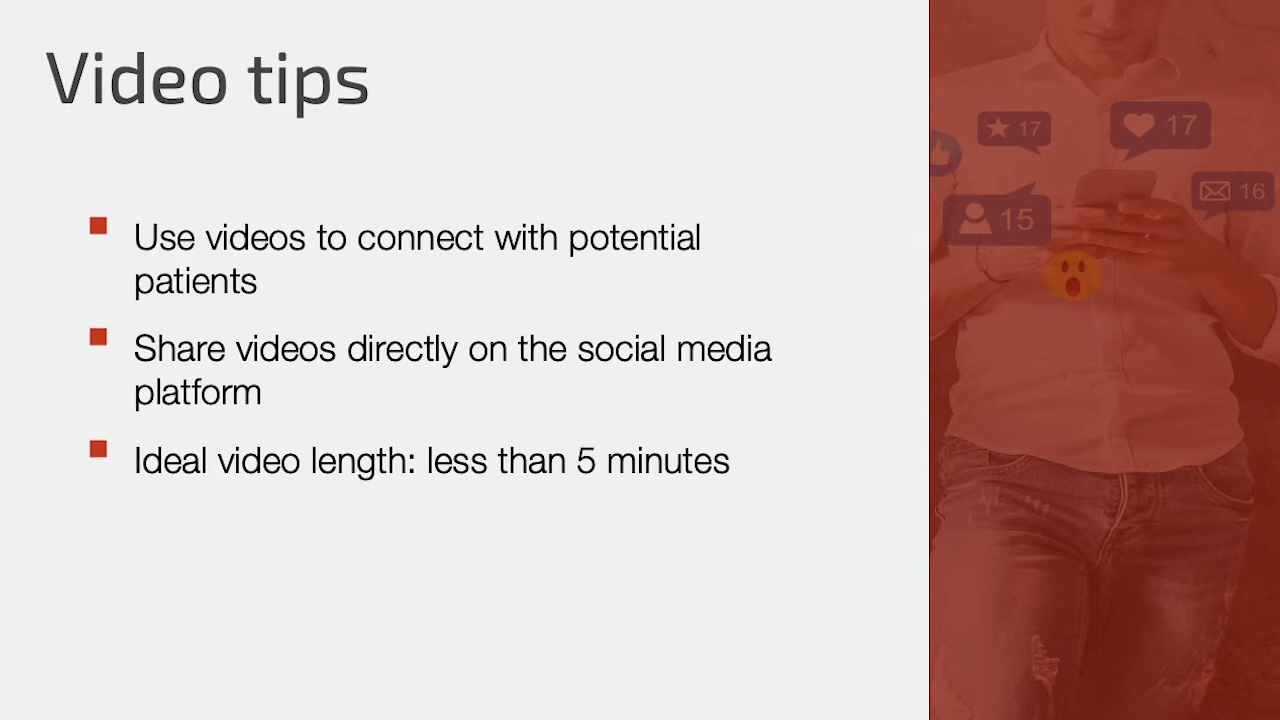 Video tips
Use videos to connect with potential
patients
Share videos directly on the social media
platform
Ideal video length: less than 5 minutes
17
17
16
15